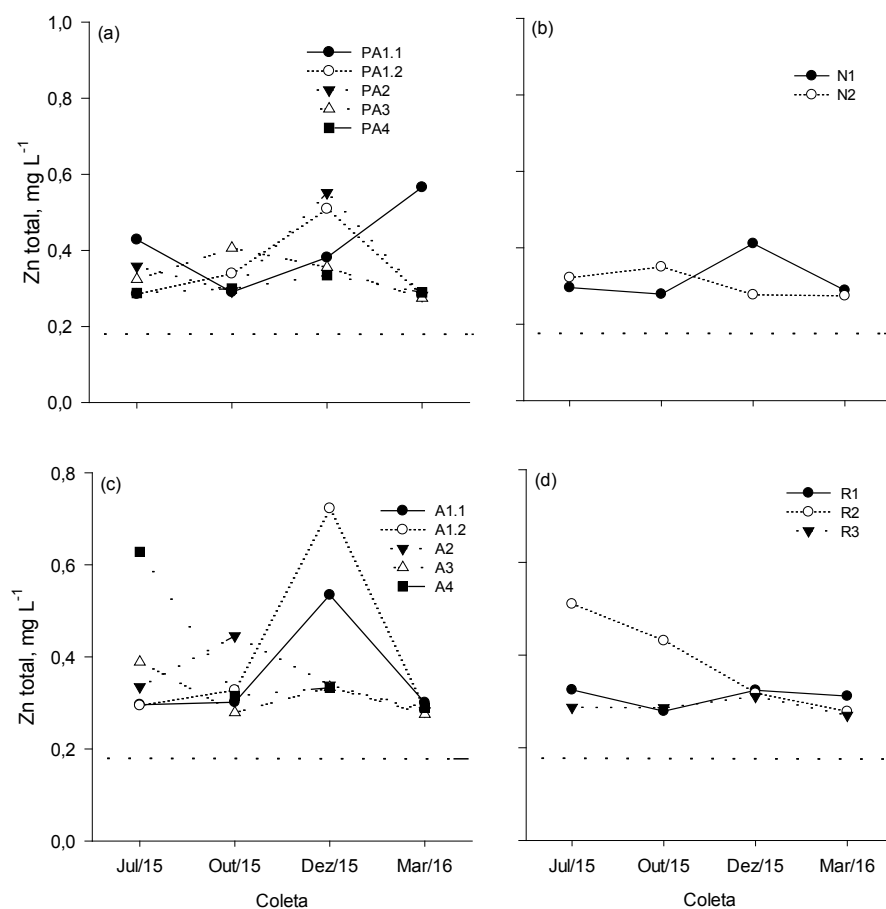 (a)
PA1.1
PA1.2
PA2
PA3
PA4
Zn total, mg L⁻¹
1,0
0,8
0,6
0,4
0,2
0,0
(b)
N1
N2
(c)
A1.1
A1.2
A2
A3
A4
Zn total, mg L⁻¹
0,8
0,6
0,4
0,2
0,0
Jul/15 Out/15 Dez/15 Mar/16
Coleta
(d)
R1
R2
R3
Jul/15 Out/15 Dez/15 Mar/16
Coleta